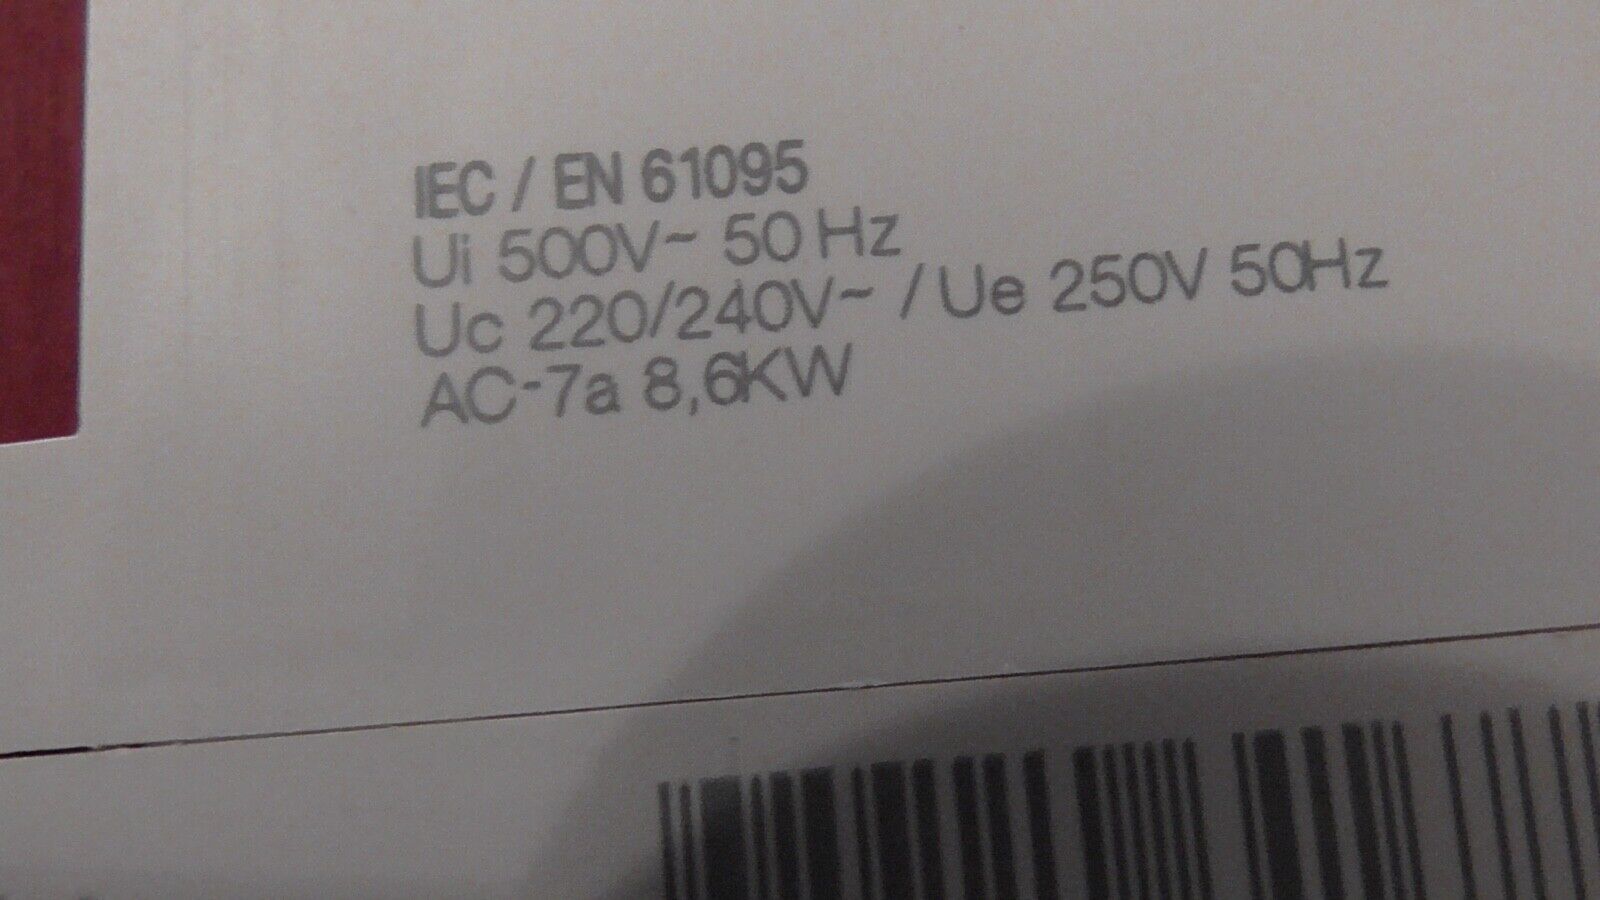 IEC / EN 61095
Ui 500V~ 50 Hz
Uc 220/240V~ / Ue 250V 50Hz
AC-7a 8,6KW